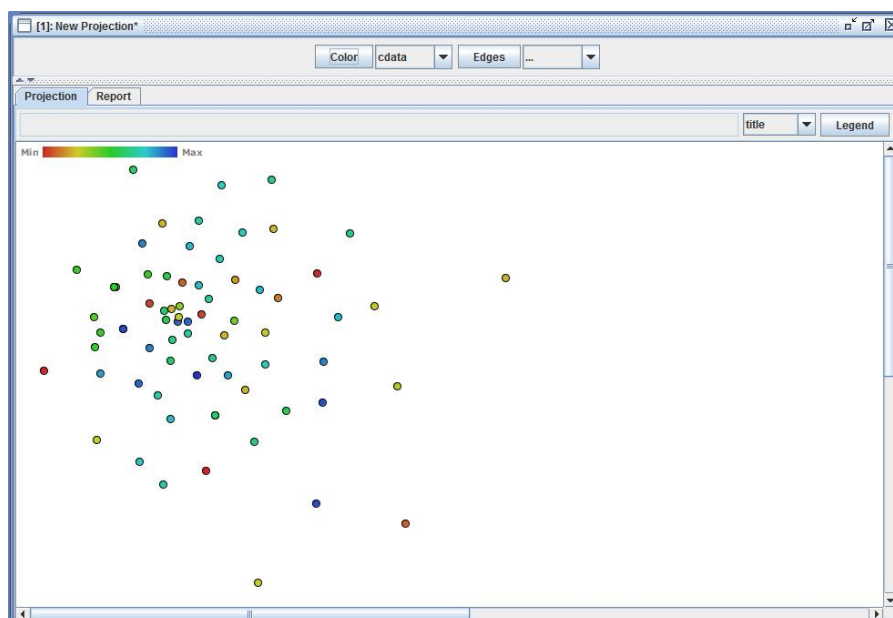 [1]: New Projection*
Color cdata Edges ...
Projection Report
title Legend
Min Max